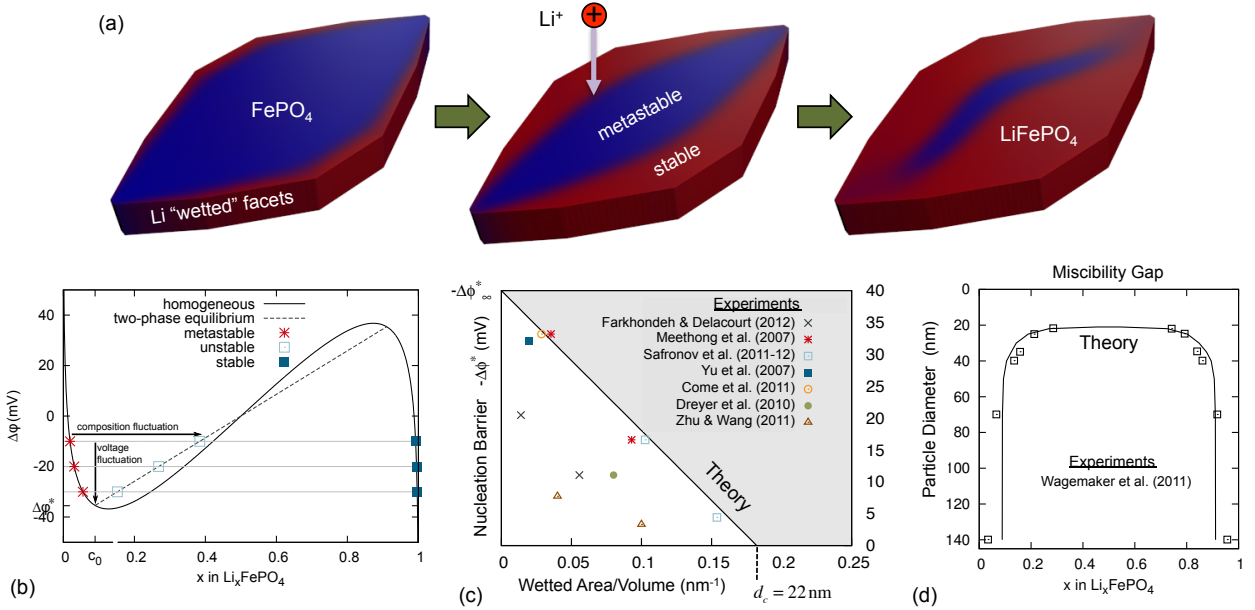 (a)
FePO4
Li "wetted" facets
Li+
+
metastable
stable
LiFePO4
(b)
Δφ (mV)
40
20
0
-20
Δφ*
-40
homogeneous
two-phase equilibrium
metastable
unstable
stable
composition fluctuation
voltage
fluctuation
0
c0
0.2
0.4
0.6
0.8
1
x in LixFePO4
(c)
-Δϕ*∞
Nucleation Barrier -Δϕ* (mV)
Experiments
Farkhondeh & Delacourt (2012)
Meethong et al. (2007)
Safronov et al. (2011-12)
Yu et al. (2007)
Come et al. (2011)
Dreyer et al. (2010)
Zhu & Wang (2011)
Theory
40
35
30
25
20
15
10
5
0
0
0.05
0.1
0.15
0.2
0.25
Wetted Area/Volume (nm-1)
dc = 22 nm
(d)
Miscibility Gap
Particle Diameter (nm)
0
20
40
60
80
100
120
140
Theory
Experiments
Wagemaker et al. (2011)
0
0.2
0.4
0.6
0.8
1
x in LixFePO4